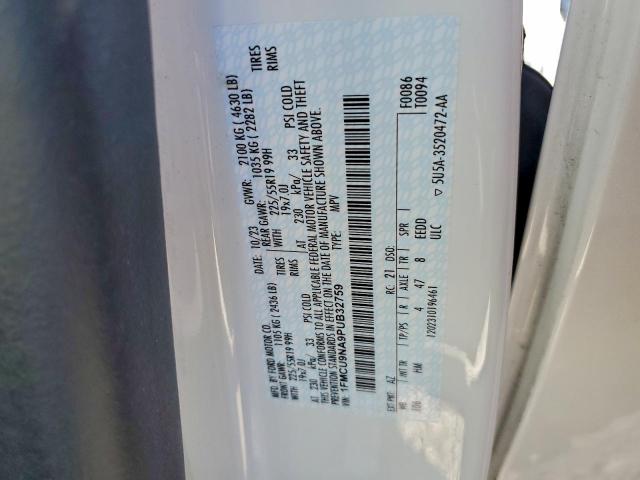 MFD. BY FORD MOTOR CO.
DATE: 10/23 GVWR: 2100 KG ( 4630 LB)
FRONT GAWR: 1105 KG ( 2436 LB) REAR GAWR: 1035 KG ( 2282 LB)
WITH 225/55R19 99H TIRES WITH 225/55R19 99H TIRES
19x7.0J RIMS 19x7.0J RIMS
AT 230 kPa/ 33 PSI COLD AT 230 kPa/ 33 PSI COLD
THIS VEHICLE CONFORMS TO ALL APPLICABLE FEDERAL MOTOR VEHICLE SAFETY AND THEFT
PREVENTION STANDARDS IN EFFECT ON THE DATE OF MANUFACTURE SHOWN ABOVE.
VIN: 1FMCU9NA9PUB32759 TYPE: MPV
F0086
T0094
EXT PNT: AZ RC: 21 DSO:
WB INT TR TP/PS R AXLE TR SPR
106 HM 4 47 8 EEDD
ULC
1202310196461
▽ 5U5A-3520472-AA